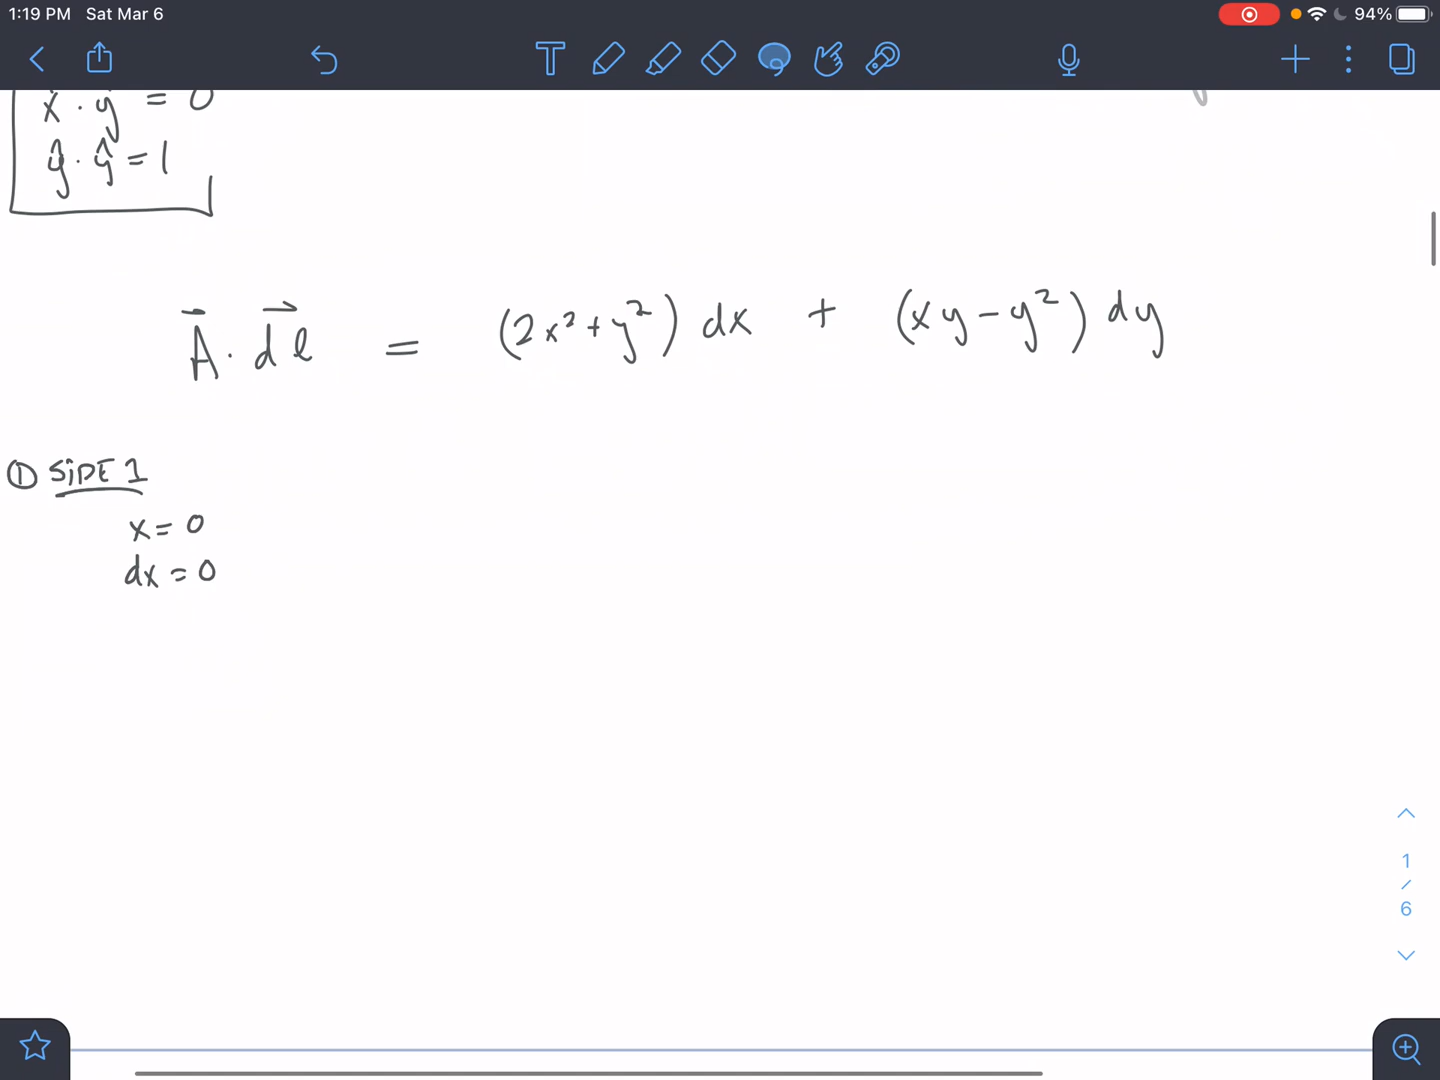 1:19 PM Sat Mar 6
94%
T
x̂ · ŷ = 0
ŷ · ŷ = 1
A⃗ · dl⃗ = (2x² + y²) dx + (xy - y²) dy
① SiDE 1
x = 0
dx = 0
1
/
6